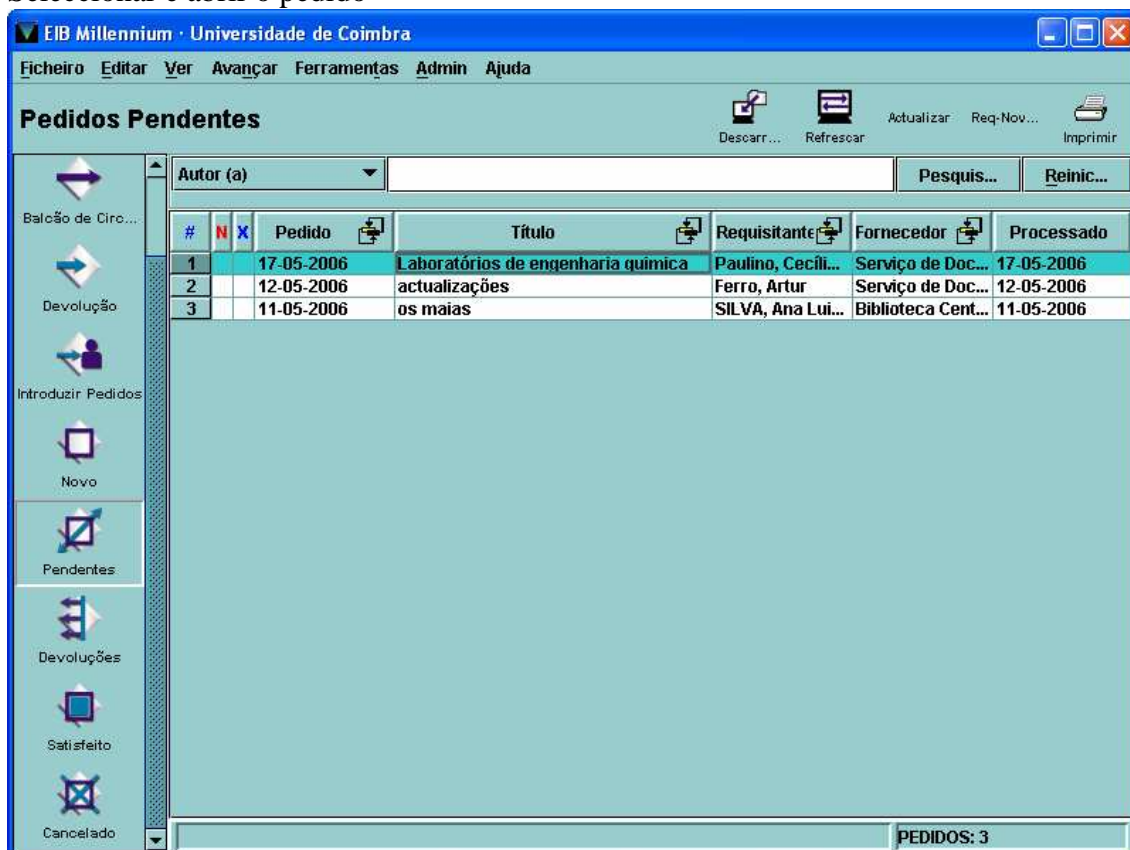 Seleccionar e abrir o pedido
EIB Millennium · Universidade de Coimbra
Ficheiro Editar Ver Avançar Ferramentas Admin Ajuda
Pedidos Pendentes
Descarr... Refrescar Actualizar Req-Nov... Imprimir
Autor (a) Pesquis... Reinic...
Balcão de Circ...
Devolução
Introduzir Pedidos
Novo
Pendentes
Devoluções
Satisfeito
Cancelado
# N X Pedido Título Requisitante Fornecedor Processado
1 17-05-2006 Laboratórios de engenharia quimica Paulino, Cecíli... Serviço de Doc... 17-05-2006
2 12-05-2006 actualizações Ferro, Artur Serviço de Doc... 12-05-2006
3 11-05-2006 os maias SILVA, Ana Lui... Biblioteca Cent... 11-05-2006
PEDIDOS: 3